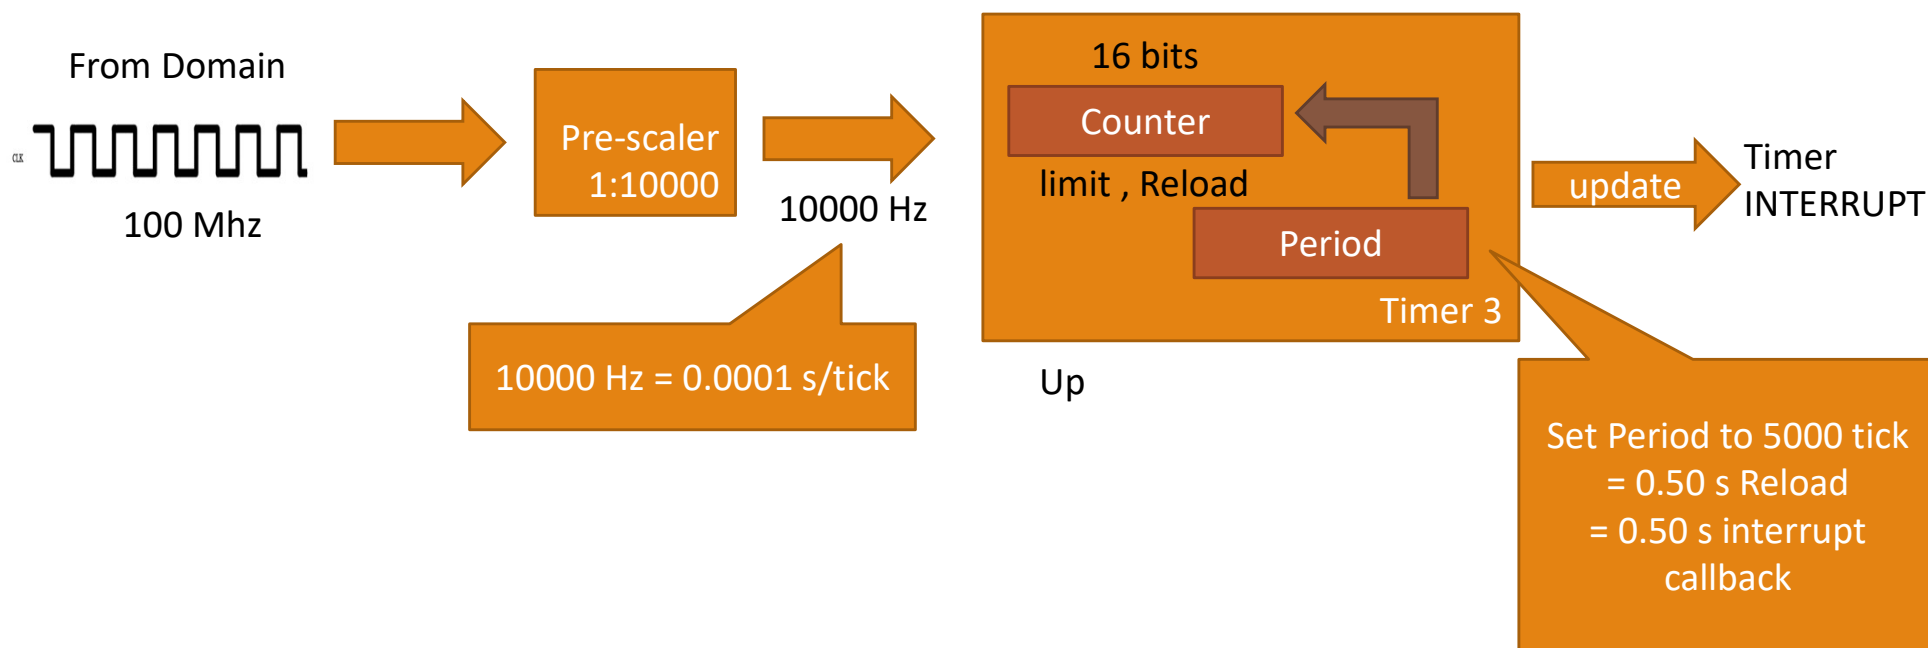 From Domain
CLK
100 Mhz
Pre-scaler
1:10000
10000 Hz
10000 Hz = 0.0001 s/tick
16 bits
Counter
limit , Reload
Period
Timer 3
Up
update
Timer
INTERRUPT
Set Period to 5000 tick
= 0.50 s Reload
= 0.50 s interrupt
callback